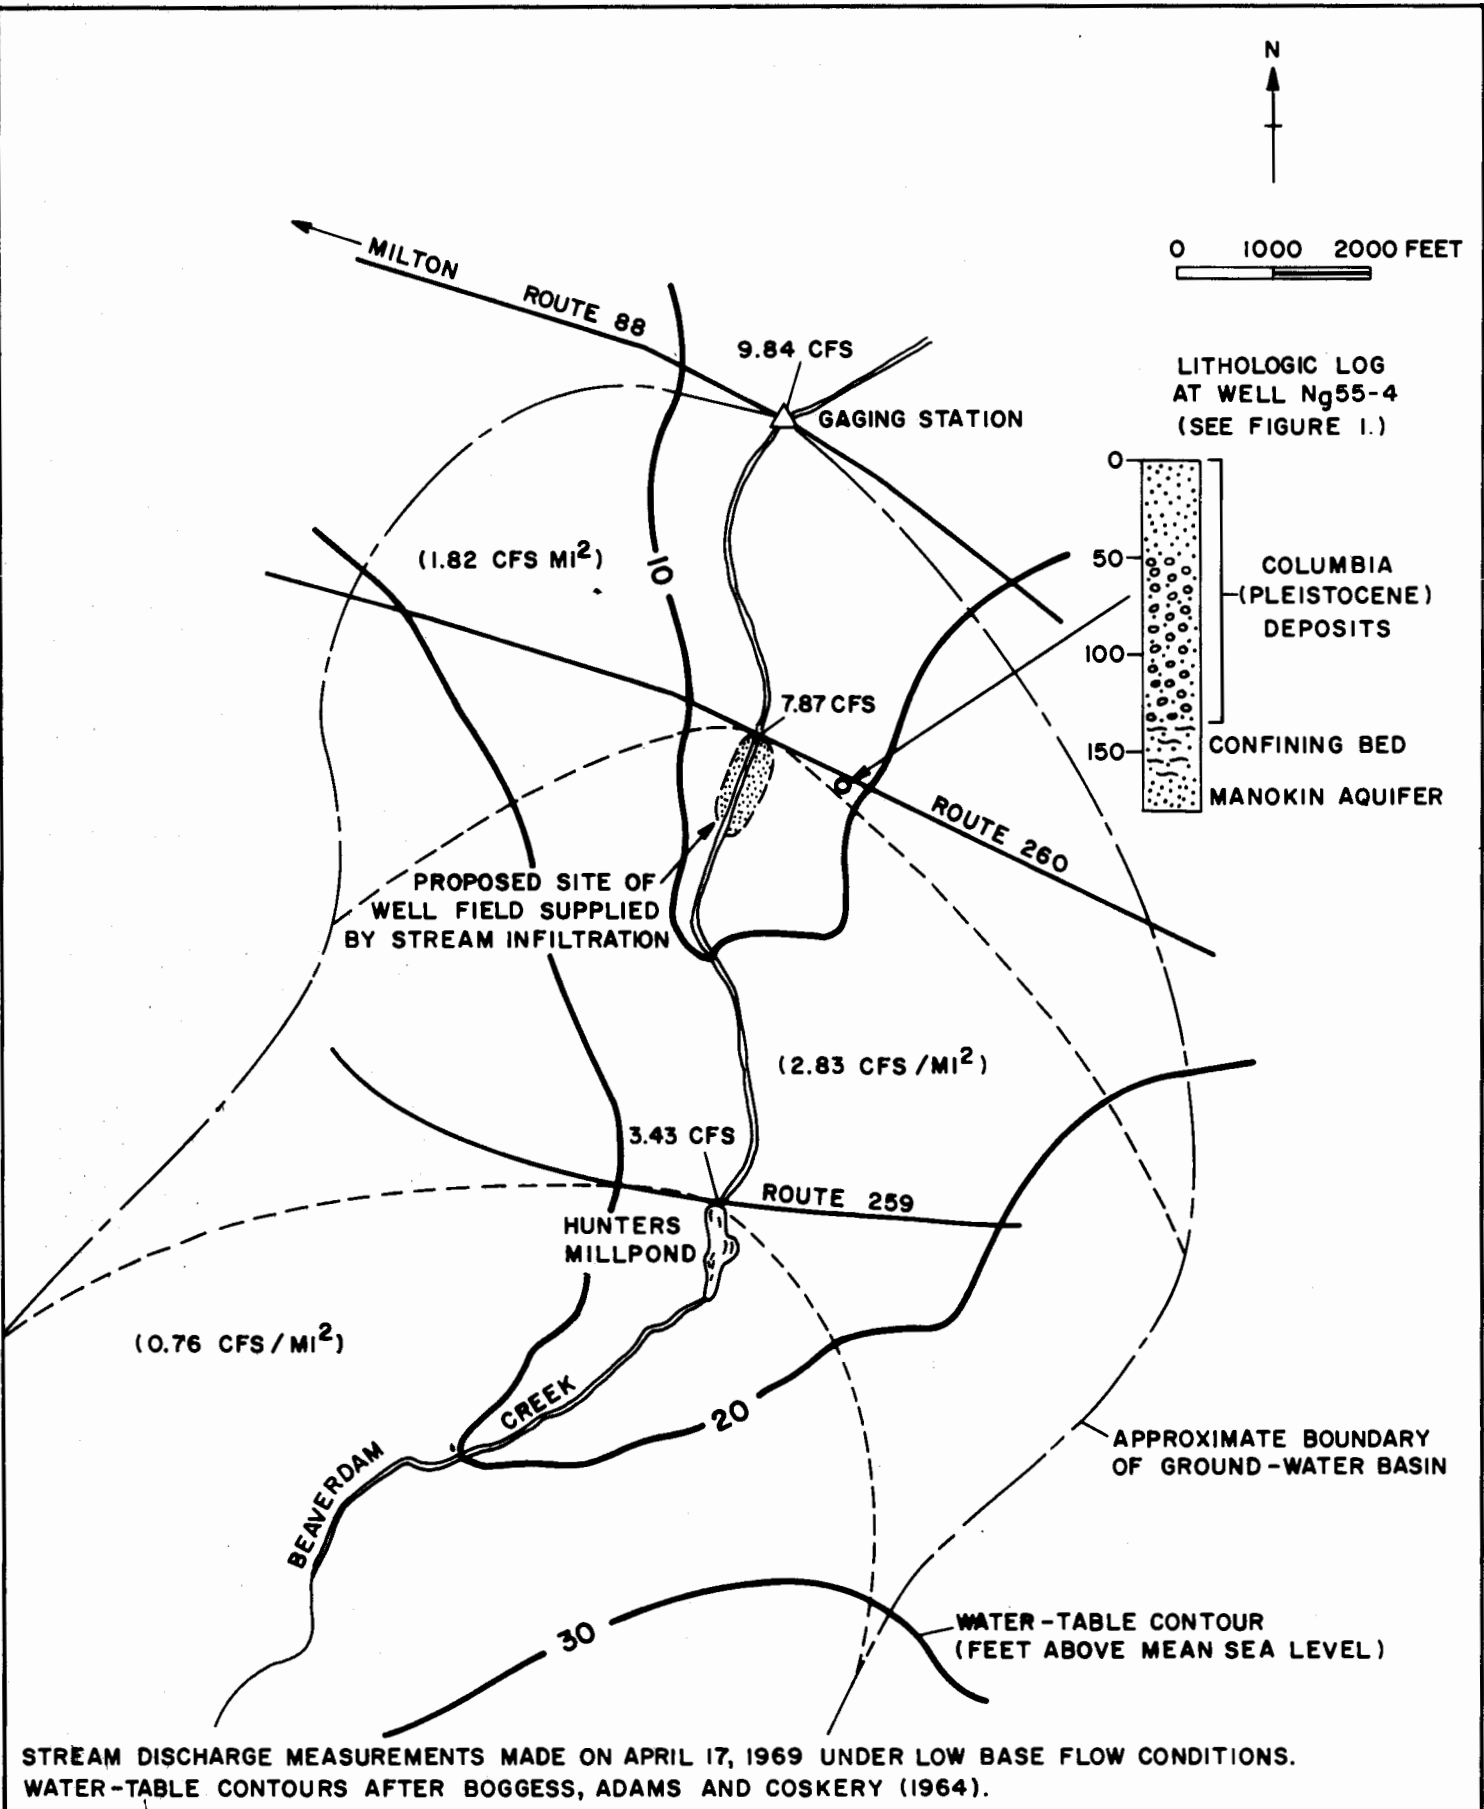 N
0 1000 2000 FEET
MILTON
ROUTE 88
9.84 CFS
GAGING STATION
LITHOLOGIC LOG
AT WELL Ng55-4
(SEE FIGURE 1.)
0
50
100
150
COLUMBIA
(PLEISTOCENE)
DEPOSITS
CONFINING BED
MANOKIN AQUIFER
(1.82 CFS MI²)
10
7.87 CFS
ROUTE 260
PROPOSED SITE OF
WELL FIELD SUPPLIED
BY STREAM INFILTRATION
(2.83 CFS/MI²)
3.43 CFS
ROUTE 259
HUNTERS
MILLPOND
(0.76 CFS/MI²)
BEAVERDAM CREEK
20
APPROXIMATE BOUNDARY
OF GROUND-WATER BASIN
30
WATER-TABLE CONTOUR
(FEET ABOVE MEAN SEA LEVEL)
STREAM DISCHARGE MEASUREMENTS MADE ON APRIL 17, 1969 UNDER LOW BASE FLOW CONDITIONS.
WATER-TABLE CONTOURS AFTER BOGGESS, ADAMS AND COSKERY (1964).